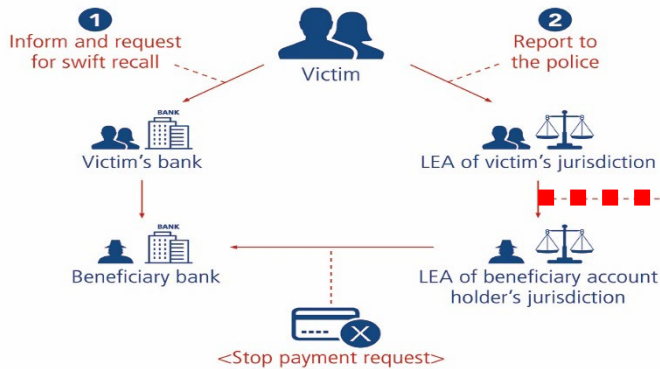 1
2
Inform and request
for swift recall
Victim
Report to
the police
BANK
Victim's bank
LEA of victim's jurisdiction
BANK
Beneficiary bank
LEA of beneficiary account
holder's jurisdiction
X
<Stop payment request>